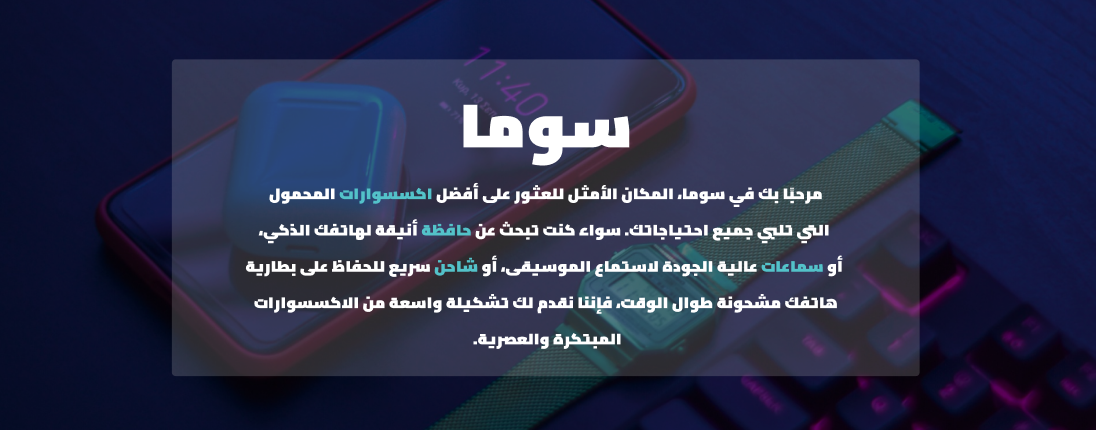 11:40
سوما
مرحبًا بك في سوما، المكان الأمثل للعثور على أفضل اكسسوارات المحمول
التي تلبي جميع احتياجاتك. سواء كنت تبحث عن حافظة أنيقة لهاتفك الذكي،
أو سماعات عالية الجودة لاستماع الموسيقى، أو شاحن سريع للحفاظ على بطارية
هاتفك مشحونة طوال الوقت، فإننا نقدم لك تشكيلة واسعة من الاكسسوارات
المبتكرة والعصرية.